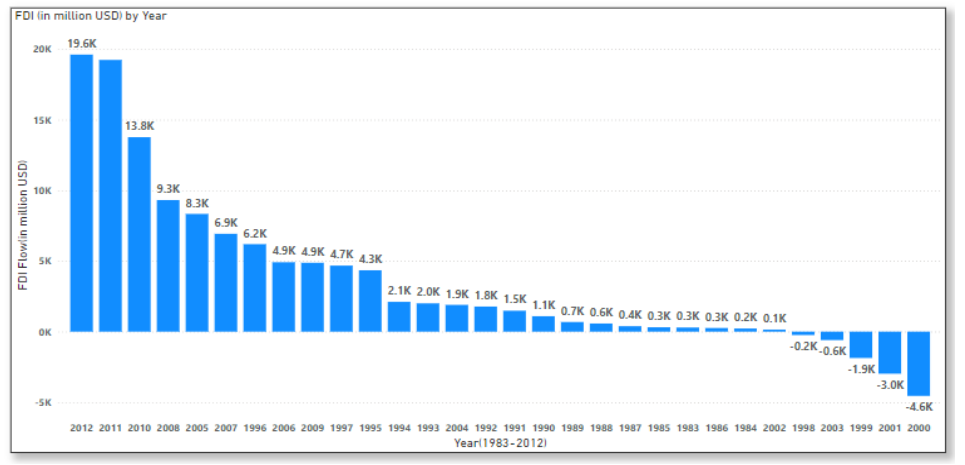 FDI (in million USD) by Year
19.6K
20K
15K
13.8K
10K
9.3K
8.3K
6.9K
6.2K
4.9K 4.9K 4.7K 4.3K
5K
2.1K 2.0K 1.9K 1.8K 1.5K 1.1K 0.7K 0.6K 0.4K 0.3K 0.3K 0.3K 0.2K 0.1K
0K
-0.2K -0.6K
-1.9K
-3.0K
-4.6K
-5K
FDI Flow(in million USD)
2012 2011 2010 2008 2005 2007 1996 2006 2009 1997 1995 1994 1993 2004 1992 1991 1990 1989 1988 1987 1985 1983 1986 1984 2002 1998 2003 1999 2001 2000
Year(1983-2012)